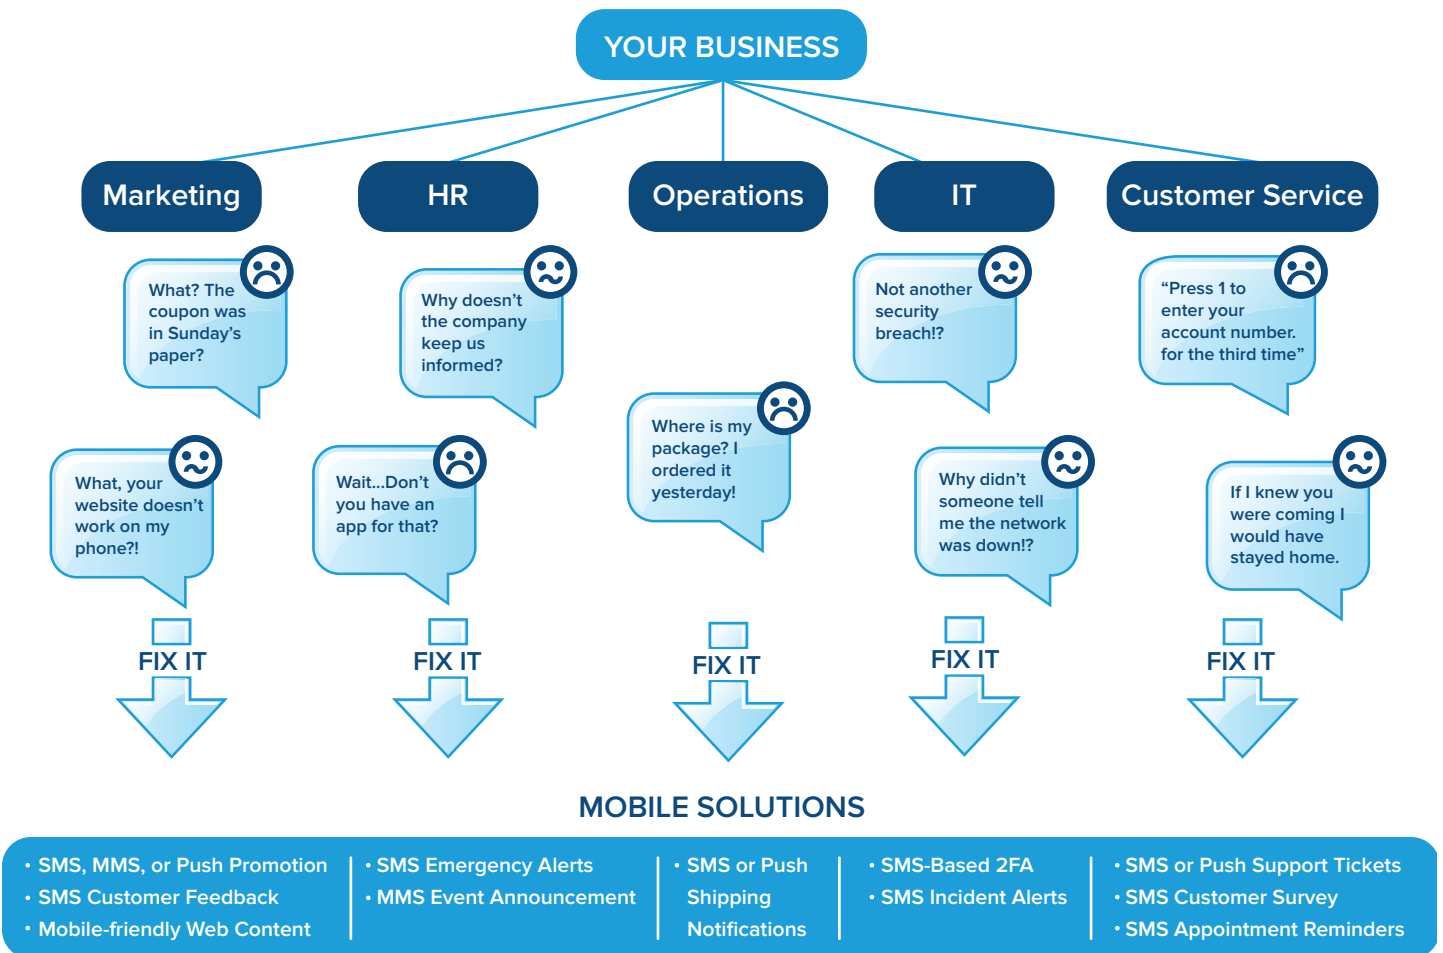 YOUR BUSINESS
Marketing
HR
Operations
IT
Customer Service
What? The
coupon was
in Sunday's
paper?
Why doesn't
the company
keep us
informed?
Not another
security
breach!?
“Press 1 to
enter your
account number.
for the third time”
Where is my
package? I
ordered it
yesterday!
What, your
website doesn't
work on my
phone?!
Wait...Don't
you have an
app for that?
Why didn't
someone tell
me the network
was down!?
If I knew you
were coming I
would have
stayed home.
FIX IT
FIX IT
FIX IT
FIX IT
FIX IT
MOBILE SOLUTIONS
• SMS, MMS, or Push Promotion
• SMS Customer Feedback
• Mobile-friendly Web Content
• SMS Emergency Alerts
• MMS Event Announcement
• SMS or Push
Shipping
Notifications
• SMS-Based 2FA
• SMS Incident Alerts
• SMS or Push Support Tickets
• SMS Customer Survey
• SMS Appointment Reminders